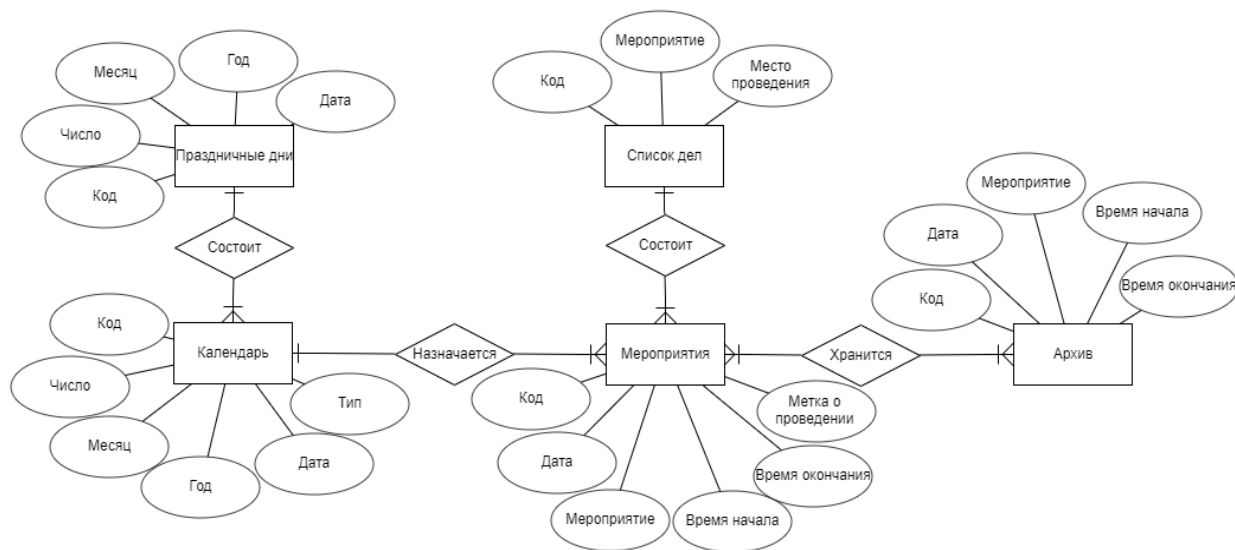 Месяц
Год
Дата
Число
Код
Праздничные дни
Состоит
Код
Мероприятие
Место
проведения
Список дел
Состоит
Код
Число
Месяц
Год
Дата
Тип
Календарь
Назначается
Мероприятия
Код
Дата
Мероприятие
Время начала
Время окончания
Метка о
проведении
Хранится
Код
Дата
Мероприятие
Время начала
Время окончания
Архив